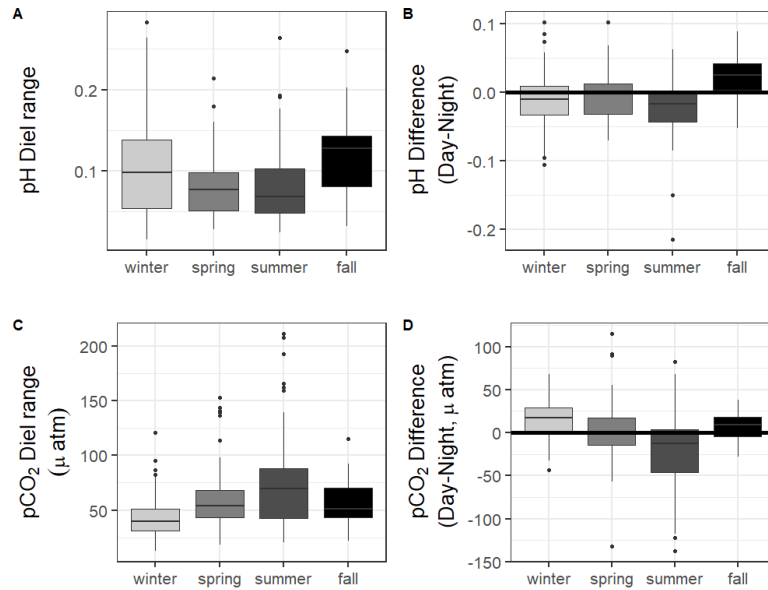 A
pH Diel range
0.2
0.1
winter spring summer fall
B
pH Difference
(Day-Night)
0.1
0.0
-0.1
-0.2
winter spring summer fall
C
pCO₂ Diel range
(μ atm)
200
150
100
50
winter spring summer fall
D
pCO₂ Difference
(Day-Night, μ atm)
100
50
0
-50
-100
-150
winter spring summer fall